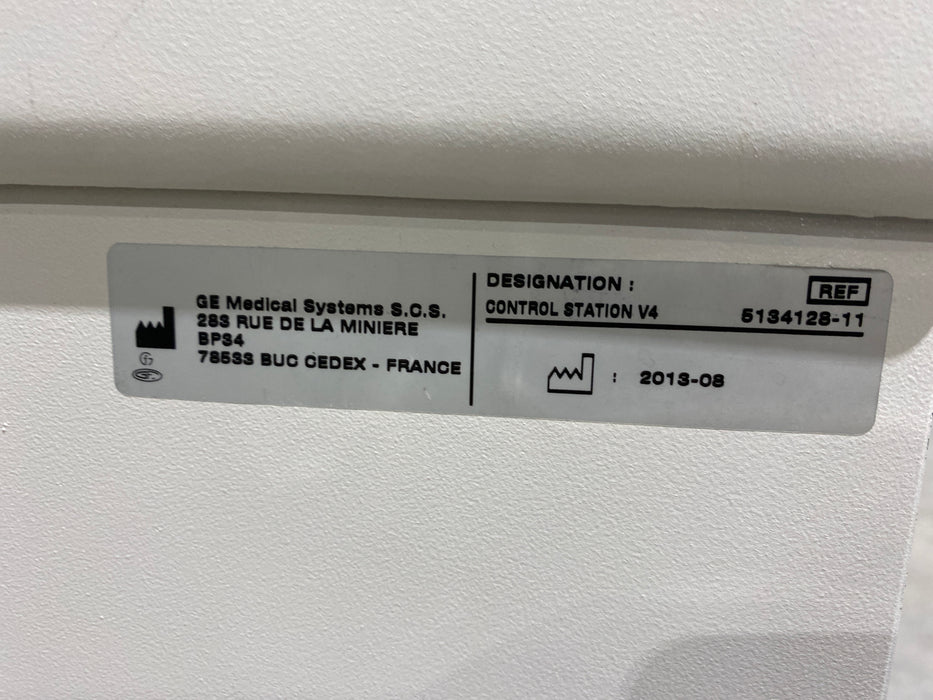 GE Medical Systems S.C.S.
283 RUE DE LA MINIERE
BP34
78533 BUC CEDEX - FRANCE
DESIGNATION :
REF
CONTROL STATION V4
5134128-11
: 2013-08